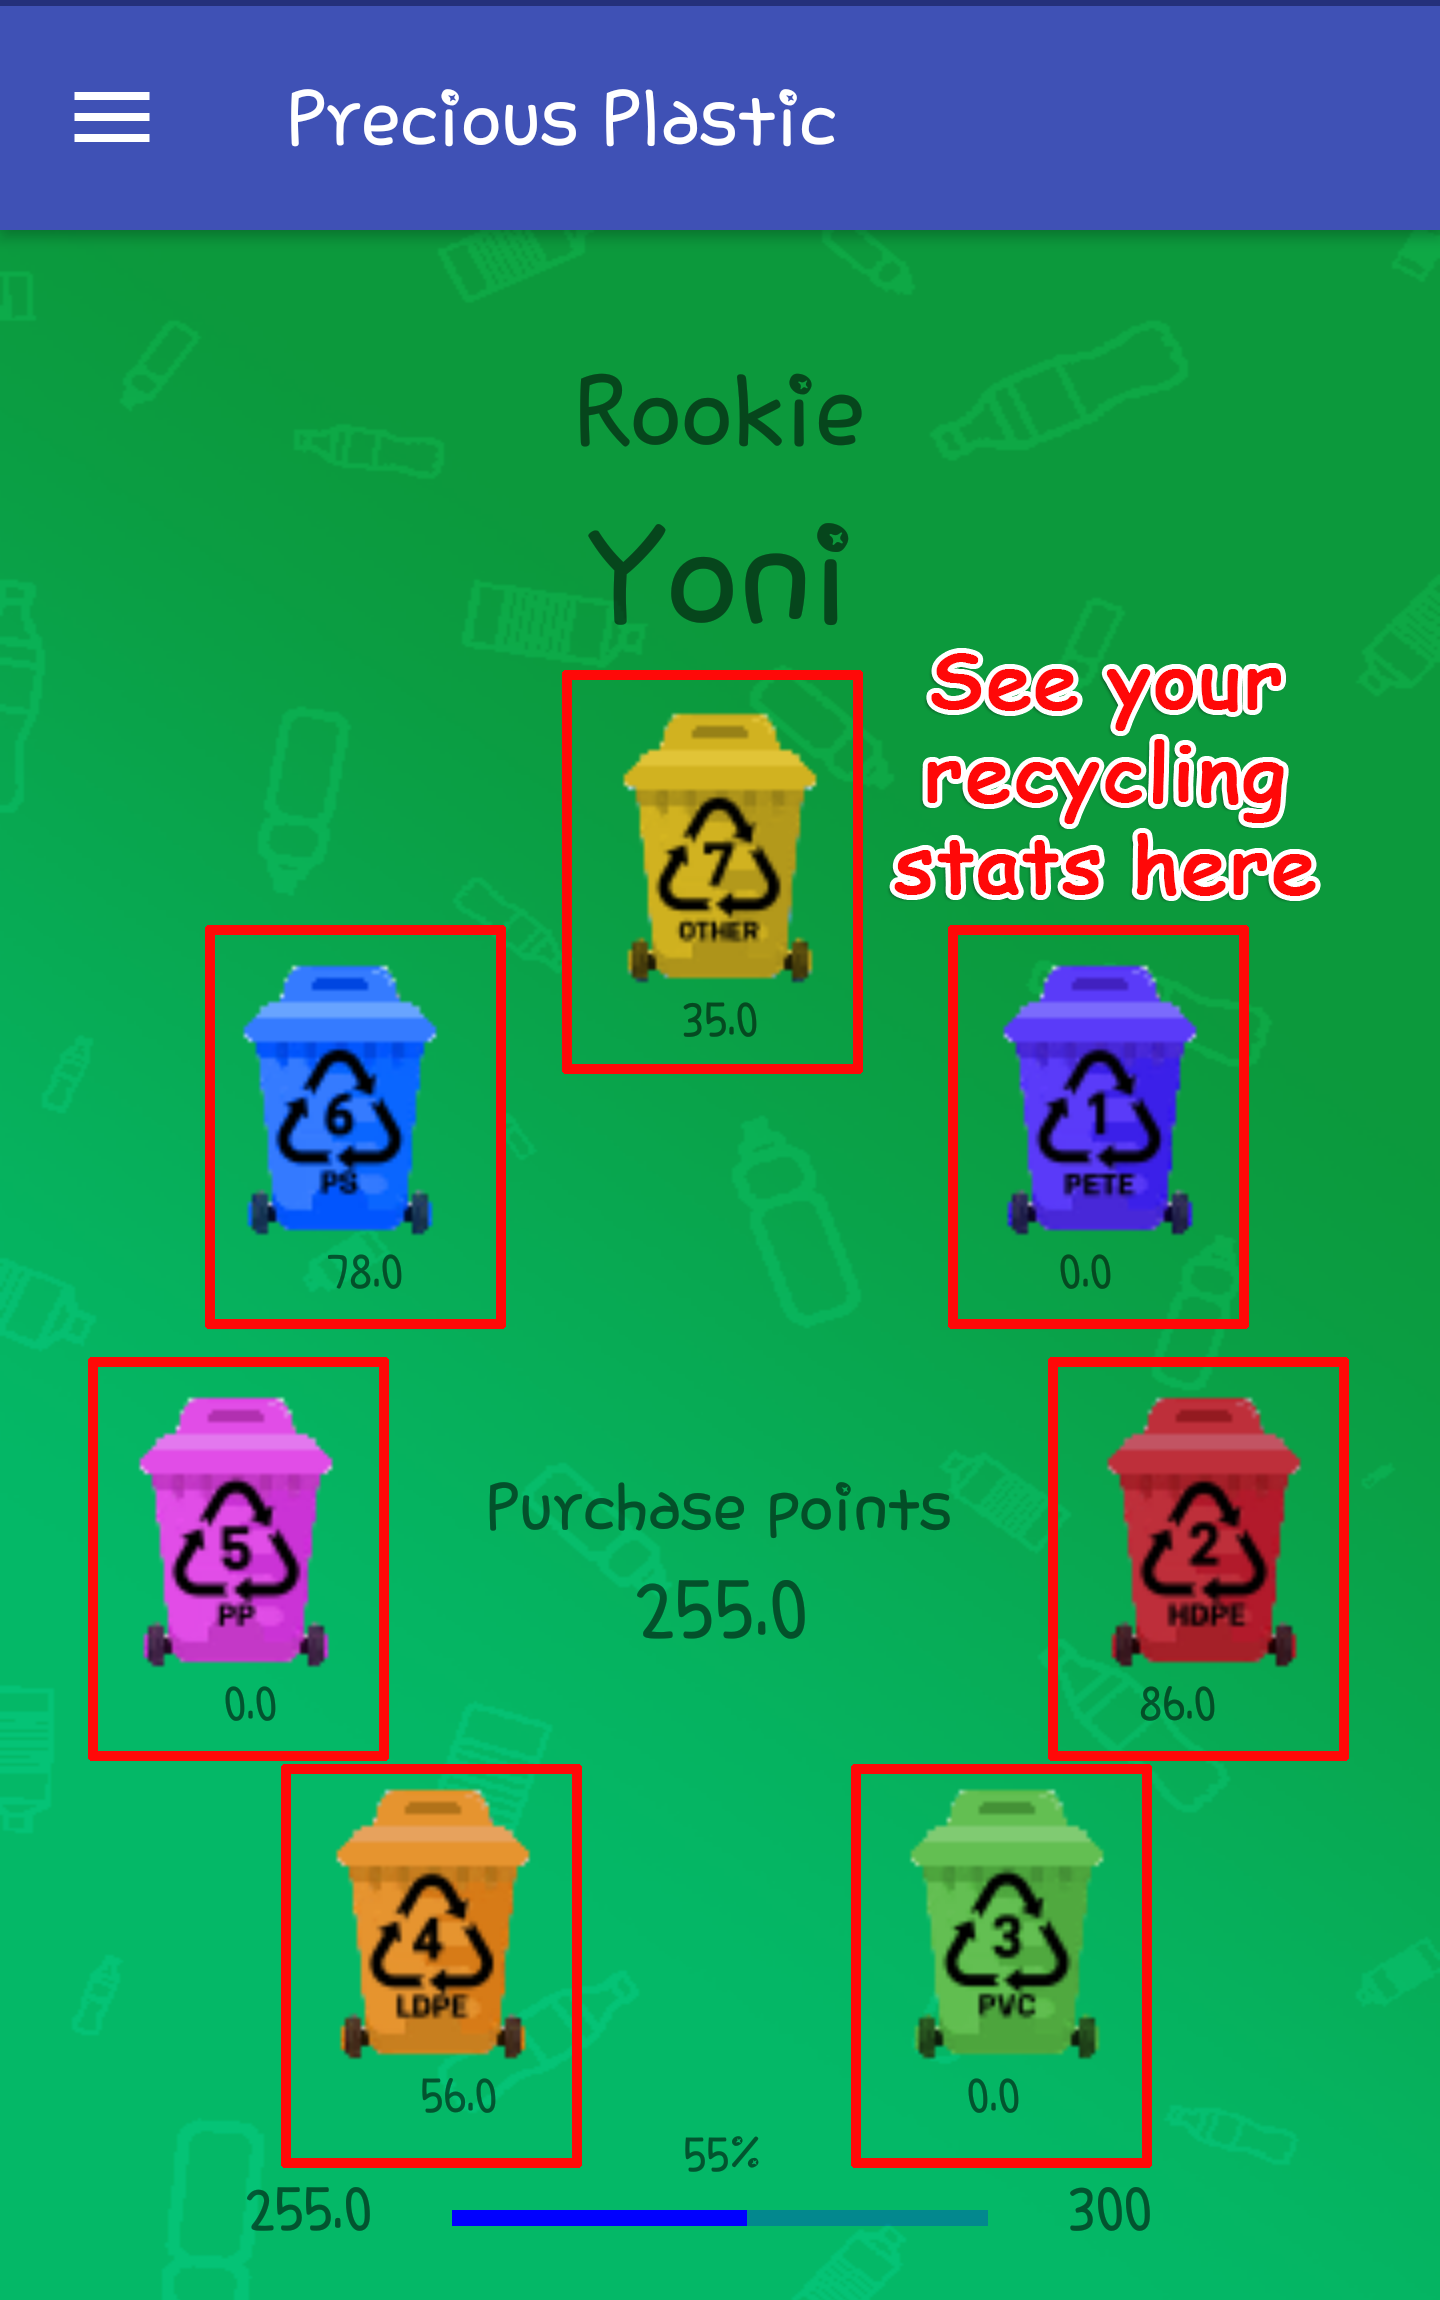 Precious Plastic
Rookie
Yoni
See your
recycling
stats here
7
OTHER
35.0
6
PS
78.0
1
PETE
0.0
5
PP
0.0
Purchase points
255.0
2
HDPE
86.0
4
LDPE
56.0
3
PVC
0.0
55%
255.0
300